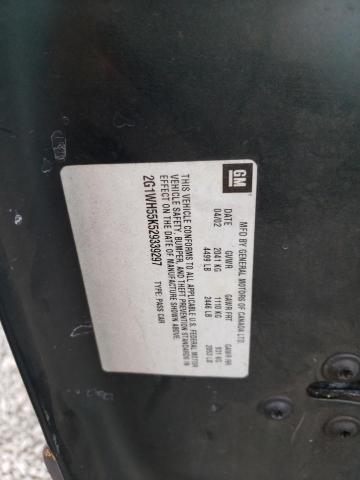 GM
MFD BY GENERAL MOTORS OF CANADA LTD.
DATE GVWR GAWR FRT GAWR RR
04/02 2041 KG 1110 KG 931 KG
4499 LB 2446 LB 2053 LB
THIS VEHICLE CONFORMS TO ALL APPLICABLE U.S. FEDERAL MOTOR
VEHICLE SAFETY, BUMPER, AND THEFT PREVENTION STANDARDS IN
EFFECT ON THE DATE OF MANUFACTURE SHOWN ABOVE.
2G1WH55K529339297 TYPE: PASS CAR